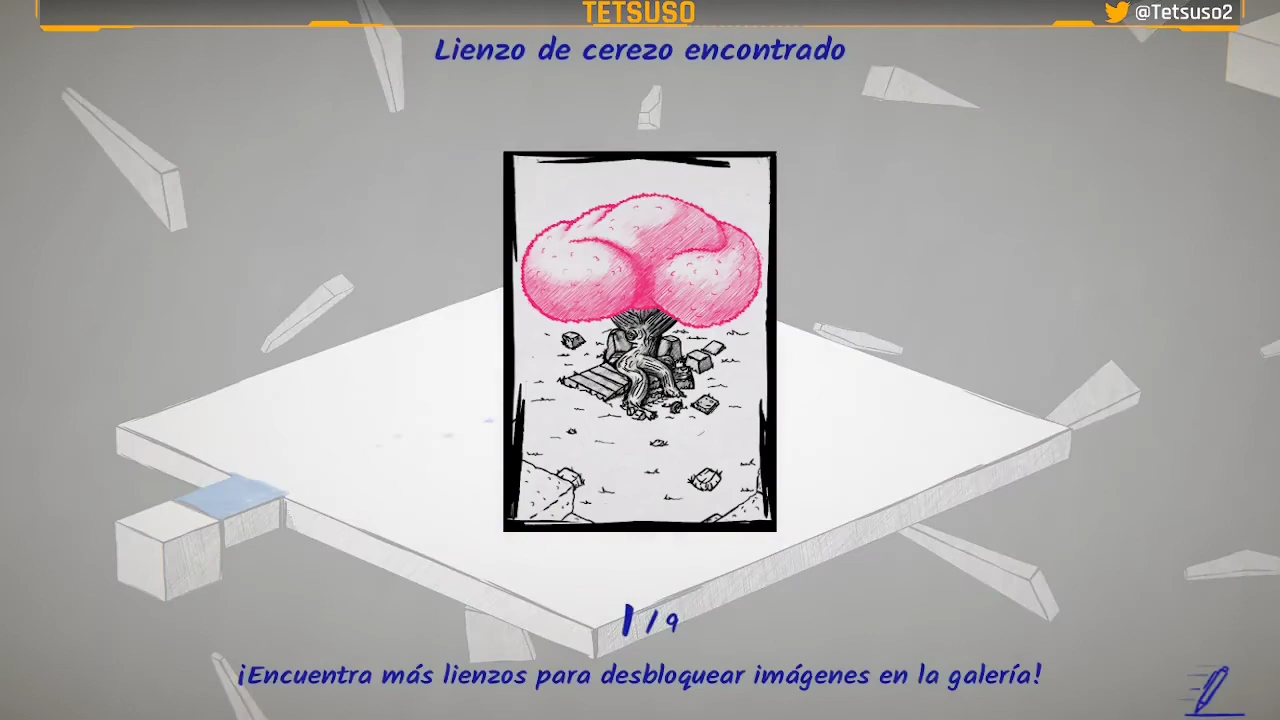 TETSUSO
@Tetsuso2
Lienzo de cerezo encontrado
1 / 9
¡Encuentra más lienzos para desbloquear imágenes en la galería!